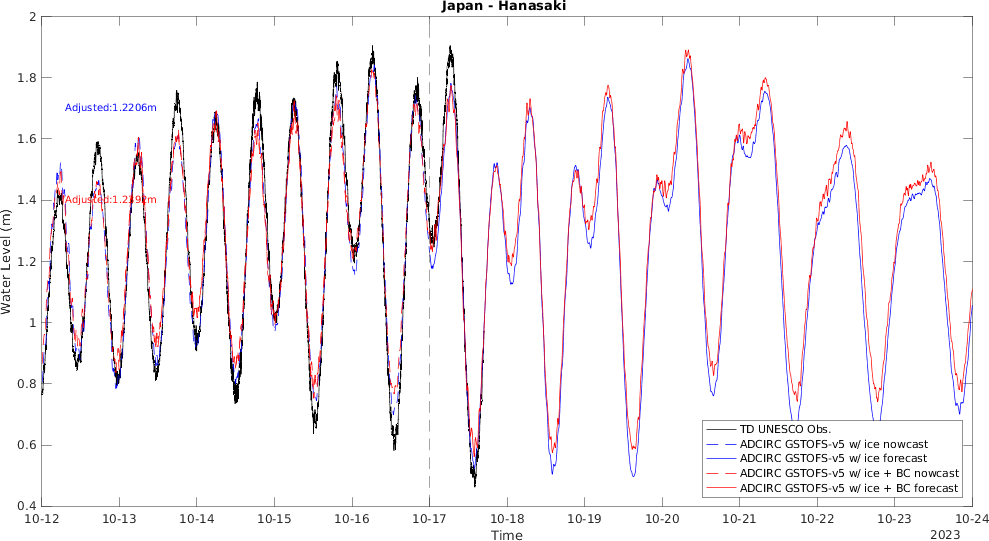 Japan - Hanasaki
2
1.8
1.6
1.4
1.2
1
0.8
0.6
0.4
Water Level (m)
Adjusted:1.2206m
Adjusted:1.2392m
TD UNESCO Obs.
ADCIRC GSTOFS-v5 w/ ice nowcast
ADCIRC GSTOFS-v5 w/ ice forecast
ADCIRC GSTOFS-v5 w/ ice + BC nowcast
ADCIRC GSTOFS-v5 w/ ice + BC forecast
10-12 10-13 10-14 10-15 10-16 10-17 10-18 10-19 10-20 10-21 10-22 10-23 10-24
Time
2023